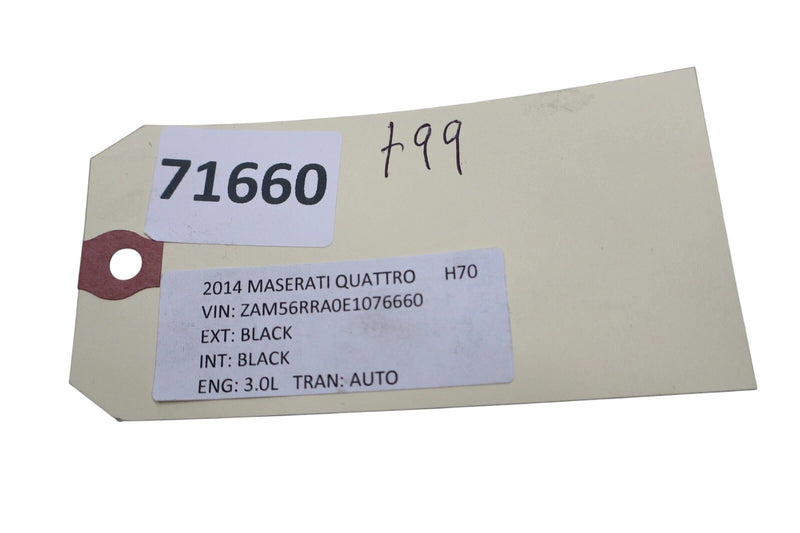 71660
799
2014 MASERATI QUATTRO H70
VIN: ZAM56RRA0E1076660
EXT: BLACK
INT: BLACK
ENG: 3.0L TRAN: AUTO